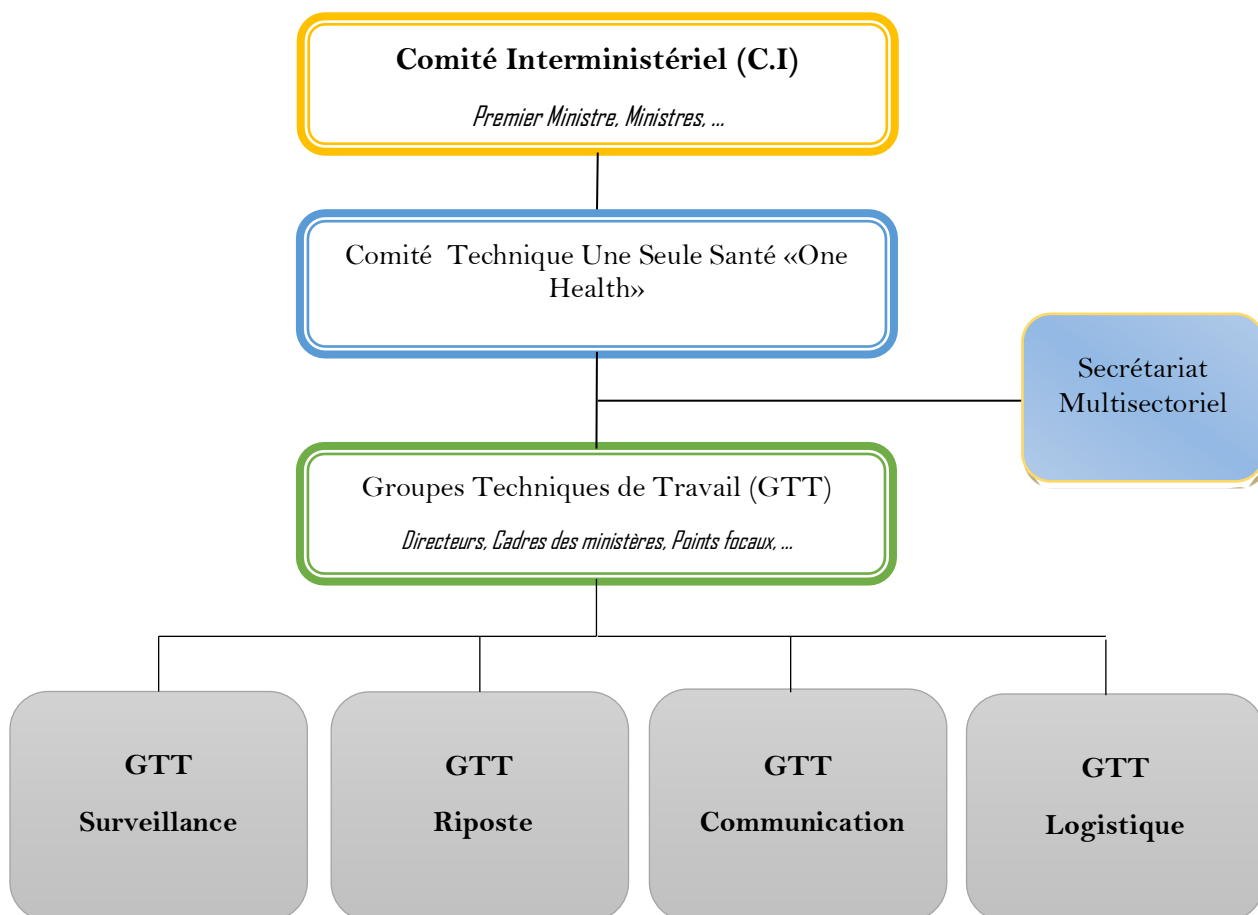 Comité Interministériel (C.I)
Premier Ministre, Ministres, ...
Comité  Technique Une Seule Santé «One
Health»
Secrétariat
Multisectoriel
Groupes Techniques de Travail (GTT)
Directeurs, Cadres des ministères, Points focaux, ...
GTT
Surveillance
GTT
Riposte
GTT
Communication
GTT
Logistique